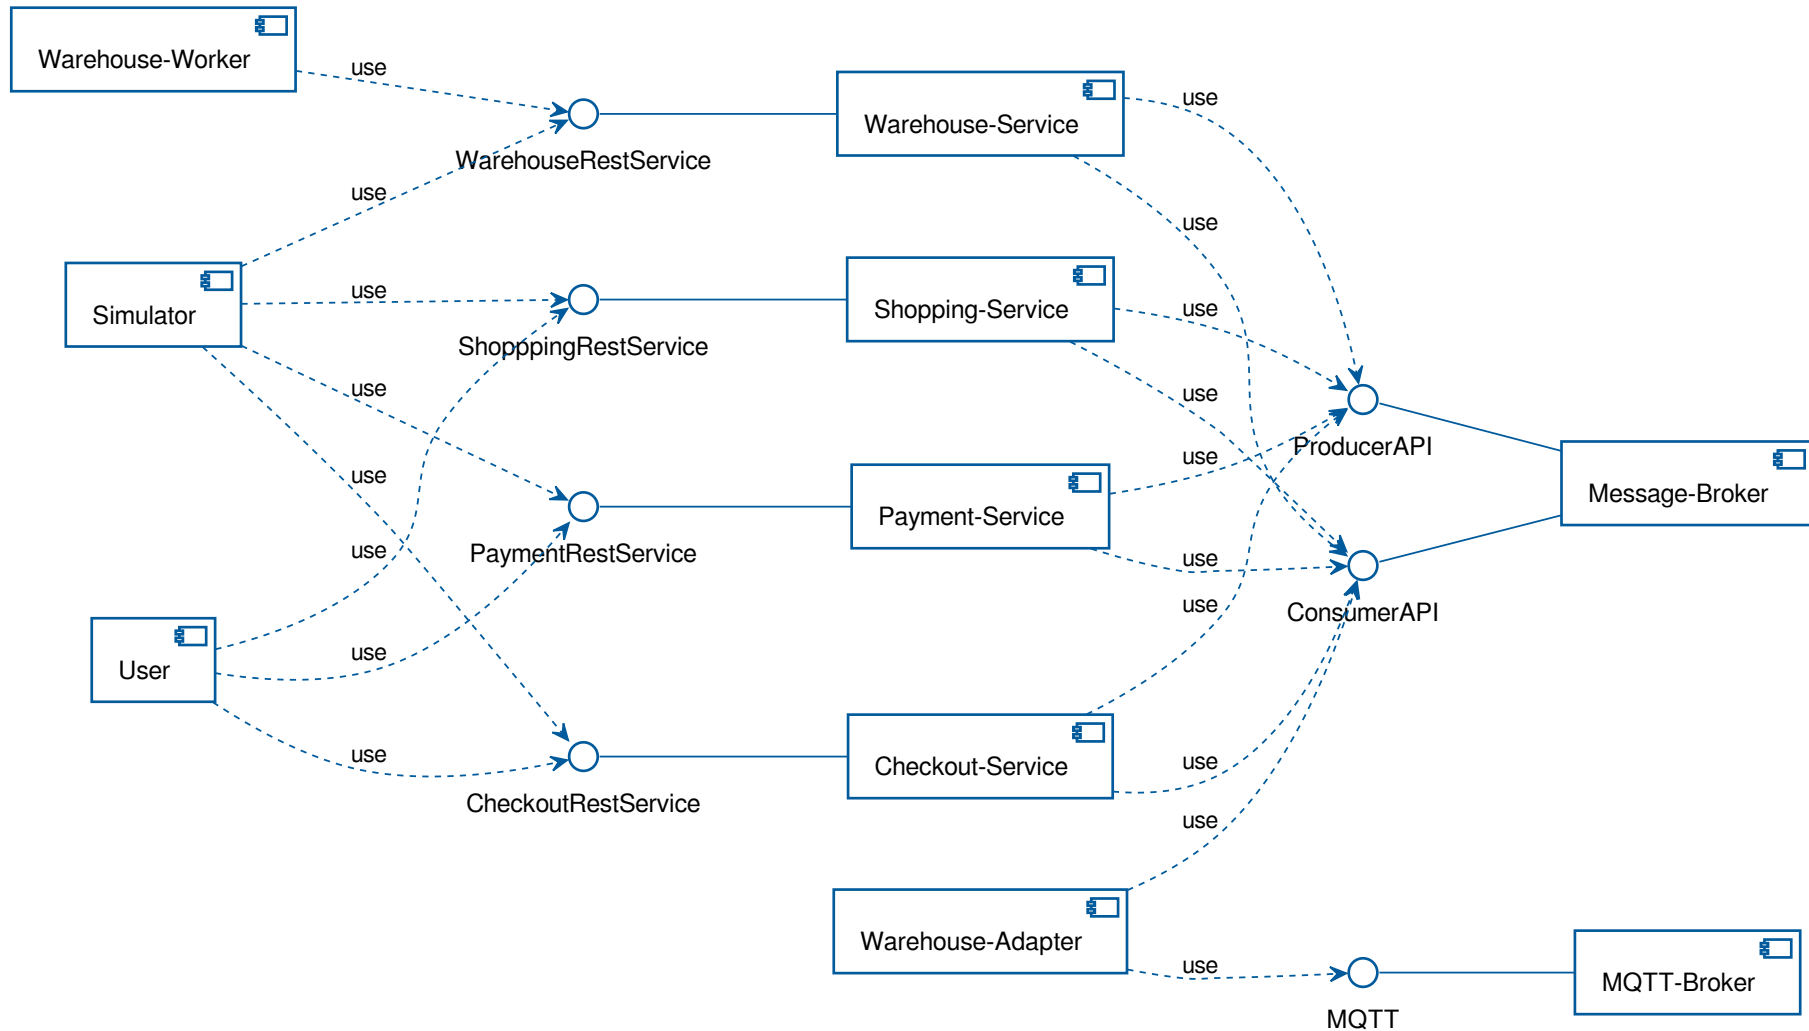 Warehouse-Worker
use
WarehouseRestService
use
Warehouse-Service
use
use
Simulator
use
ShopppingRestService
use
Shopping-Service
use
use
use
PaymentRestService
use
Payment-Service
use
use
ProducerAPI
Message-Broker
ConsumerAPI
User
use
use
use
CheckoutRestService
Checkout-Service
use
use
use
Warehouse-Adapter
use
MQTT
MQTT-Broker